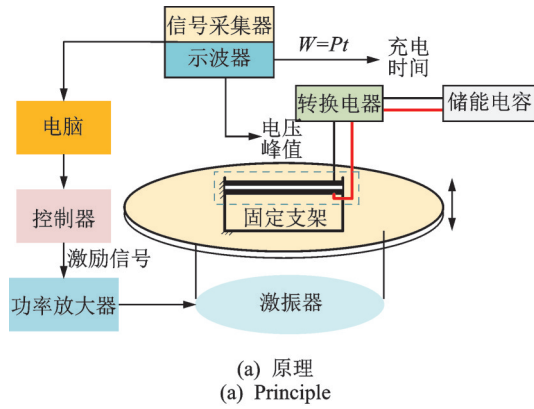 信号采集器
示波器
W=Pt
充电
时间
转换电器
储能电容
电压
峰值
电脑
控制器
固定支架
激励信号
功率放大器
激振器
(a) 原理
(a) Principle